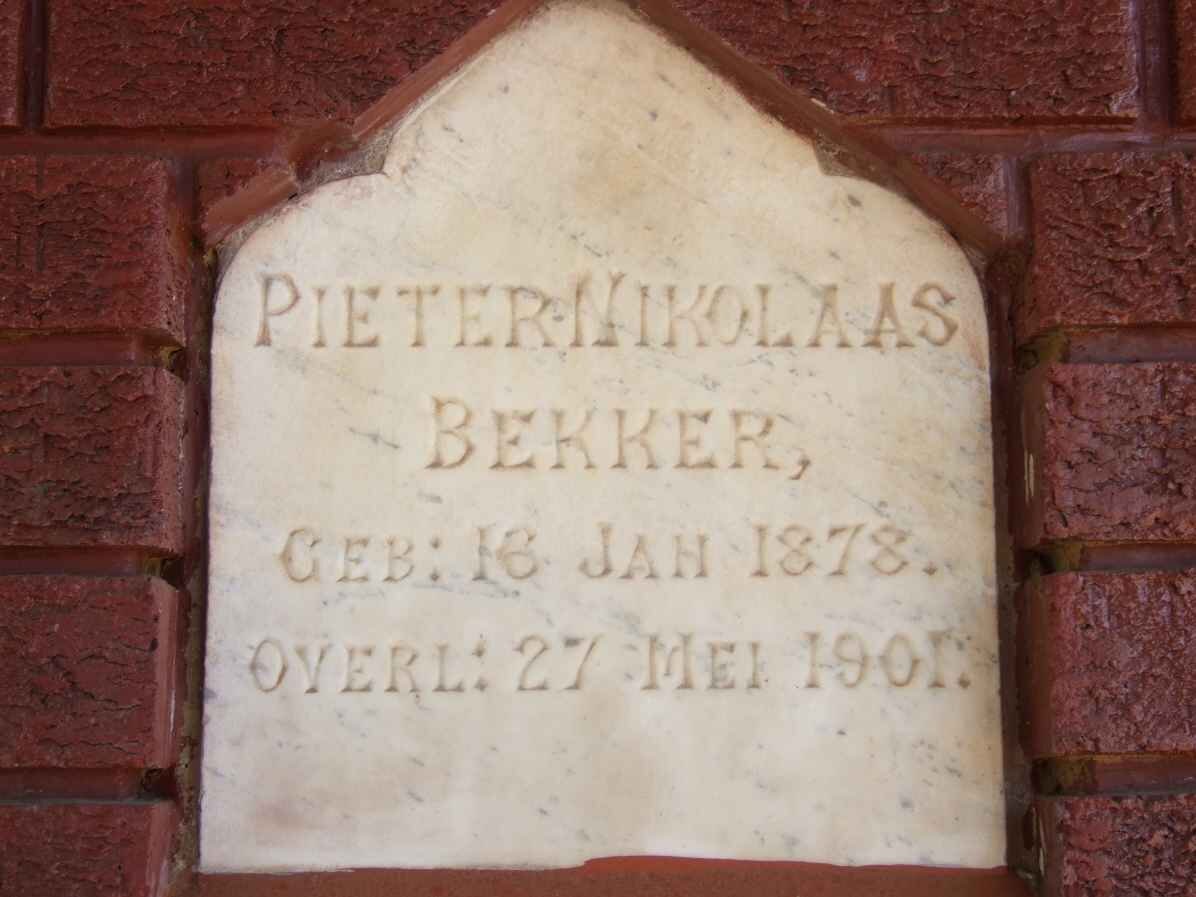 PIETER NIKOLAAS
BEKKER,
GEB: 16 JAN 1878.
OVERL: 27 MEI 1901.